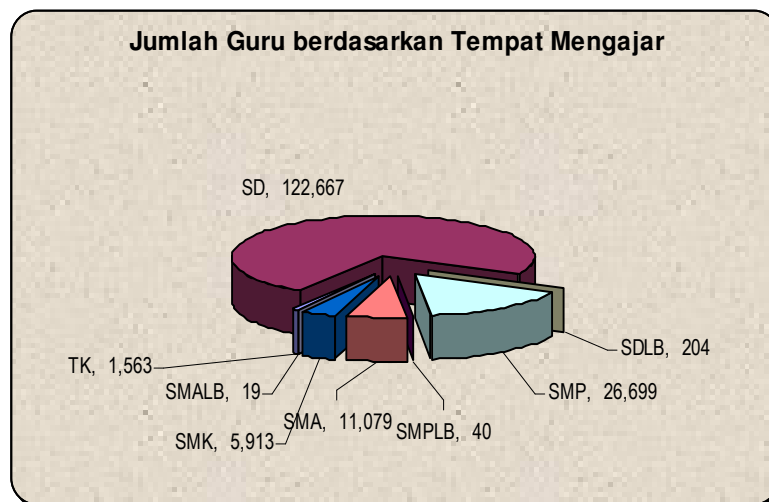 Jumlah Guru berdasarkan Tempat Mengajar
SD, 122,667
SDLB, 204
TK, 1,563
SMALB, 19
SMP, 26,699
SMA, 11,079
SMPLB, 40
SMK, 5,913